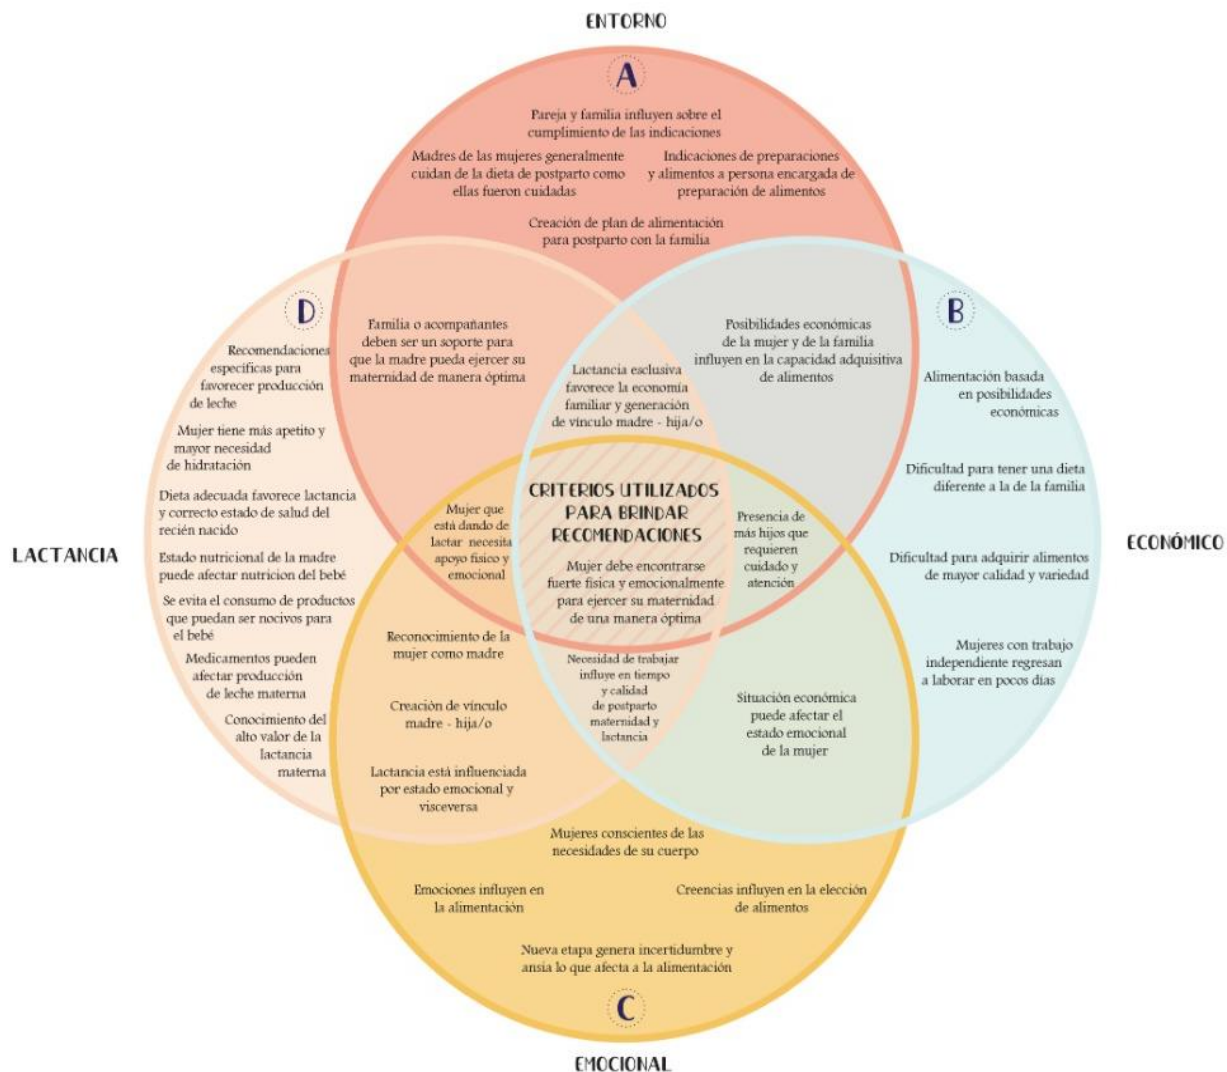 ENTORNO
A
Pareja y familia influyen sobre el
cumplimiento de las indicaciones
Madres de las mujeres generalmente
cuidan de la dieta de postparto como
ellas fueron cuidadas
Indicaciones de preparaciones
y alimentos a persona encargada de
preparación de alimentos
Creación de plan de alimentación
para postparto con la familia
D
Familia o acompañantes
deben ser un soporte para
que la madre pueda ejercer su
maternidad de manera óptima
Posibilidades económicas
de la mujer y de la familia
influyen en la capacidad adquisitiva
de alimentos
B
Recomendaciones
específicas para
favorecer producción
de leche
Mujer tiene más apetito y
mayor necesidad
de hidratación
Dieta adecuada favorece lactancia
y correcto estado de salud del
recién nacido
Estado nutricional de la madre
puede afectar nutricion del bebé
Se evita el consumo de productos
que puedan ser nocivos para
el bebé
Medicamentos pueden
afectar producción
de leche materna
Conocimiento del
alto valor de la
lactancia
materna
LACTANCIA
Lactancia esclusiva
favorece la economía
familiar y generación
de vínculo madre - hija/o
CRITERIOS UTILIZADOS
PARA BRINDAR
RECOMENDACIONES
Mujer debe encontrarse
fuerte física y emocionalmente
para ejercer su maternidad
de una manera óptima
Mujer que
está dando de
lactar necesita
apoyo físico y
emocional
Presencia de
más hijos que
requieren
cuidado y
atención
Alimentación basada
en posibilidades
económicas
Dificultad para tener una dieta
diferente a la de la familia
Dificultad para adquirir alimentos
de mayor calidad y variedad
Mujeres con trabajo
independiente regresan
a laborar en pocos días
ECONÓMICO
Reconocimiento de la
mujer como madre
Creación de vínculo
madre - hija/o
Lactancia está influenciada
por estado emocional y
visceversa
Necesidad de trabajar
influye en tiempo
y calidad
de postparto
maternidad y
lactancia
Situación económica
puede afectar el
estado emocional
de la mujer
Mujeres conscientes de las
necesidades de su cuerpo
Emociones influyen en
la alimentación
Creencias influyen en la elección
de alimentos
Nueva etapa genera incertidumbre y
ansia lo que afecta a la alimentación
C
EMOCIONAL